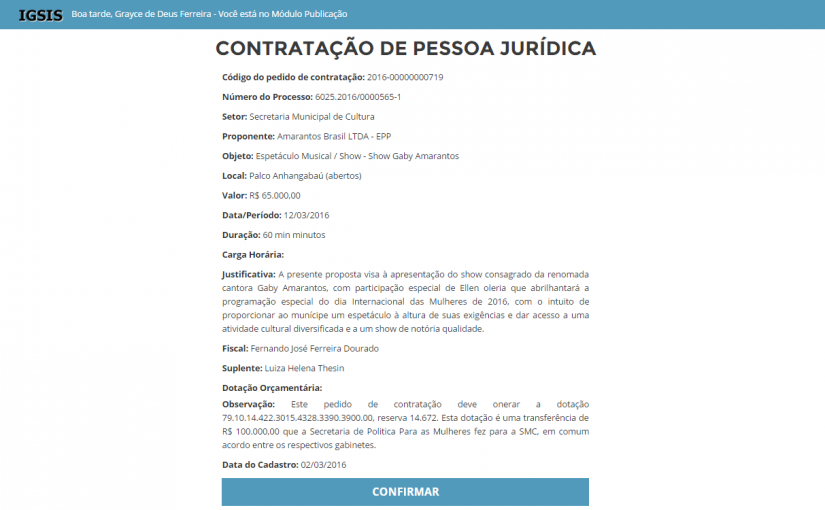 IGSIS Boa tarde, Grayce de Deus Ferreira - Você está no Módulo Publicação
CONTRATAÇÃO DE PESSOA JURÍDICA
Código do pedido de contratação: 2016-00000000719
Número do Processo: 6025.2016/0000565-1
Setor: Secretaria Municipal de Cultura
Proponente: Amarantos Brasil LTDA - EPP
Objeto: Espetáculo Musical / Show - Show Gaby Amarantos
Local: Palco Anhangabaú (abertos)
Valor: R$ 65.000,00
Data/Período: 12/03/2016
Duração: 60 min minutos
Carga Horária:
Justificativa: A presente proposta visa à apresentação do show consagrado da renomada
cantora Gaby Amarantos, com participação especial de Ellen oleria que abrilhantará a
programação especial do dia Internacional das Mulheres de 2016, com o intuito de
proporcionar ao munícipe um espetáculo à altura de suas exigências e dar acesso a uma
atividade cultural diversificada e a um show de notória qualidade.
Fiscal: Fernando José Ferreira Dourado
Suplente: Luiza Helena Thesin
Dotação Orçamentária:
Observação: Este pedido de contratação deve onerar a dotação
79.10.14.422.3015.4328.3390.3900.00, reserva 14.672. Esta dotação é uma transferência de
R$ 100.000,00 que a Secretaria de Politica Para as Mulheres fez para a SMC, em comum
acordo entre os respectivos gabinetes.
Data do Cadastro: 02/03/2016
CONFIRMAR